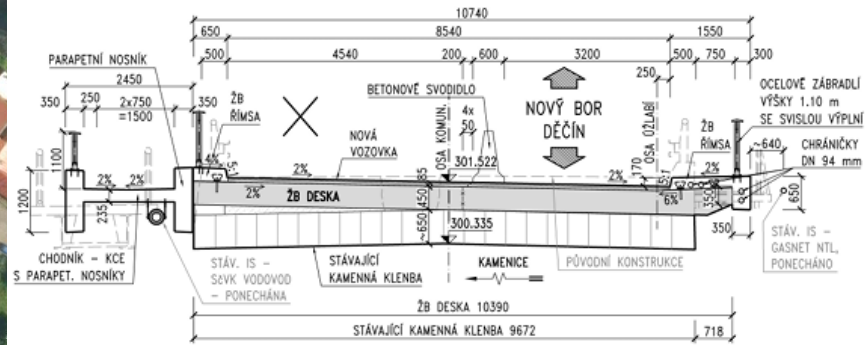 10740
650
8540
1550
PARAPETNÍ NOSNÍK
500
4540
200
600
3200
500
750
300
2450
250
OCELOVÉ ZÁBRADLÍ
VÝŠKY 1.10 m
SE SVISLOU VÝPLNÍ
350
250
2x750
=1500
350
ŽB
ŘÍMSA
BETONOVÉ SVODIDLO
4x
50
OSA KOMUN.
NOVÝ BOR
DĚČÍN
OSA ÚŽLABÍ
ŽB
ŘÍMSA
NOVÁ
VOZOVKA
~640
CHRÁNIČKY
DN 94 mm
1100
4%
5:1
2%
301.522
85
2%
170
5:1
2%
1200
2%
2%
235
2%
ŽB DESKA
450
6%
350
650
~650
300.335
350
CHODNÍK – KCE
S PARAPET. NOSNÍKY
STÁV. IS –
SčVK VODOVOD
– PONECHÁNA
STÁVAJÍCÍ
KAMENNÁ KLENBA
KAMENICE
PŮVODNÍ KONSTRUKCE
STÁV. IS –
GASNET NTL,
PONECHÁNO
ŽB DESKA 10390
STÁVAJÍCÍ KAMENNÁ KLENBA 9672
718